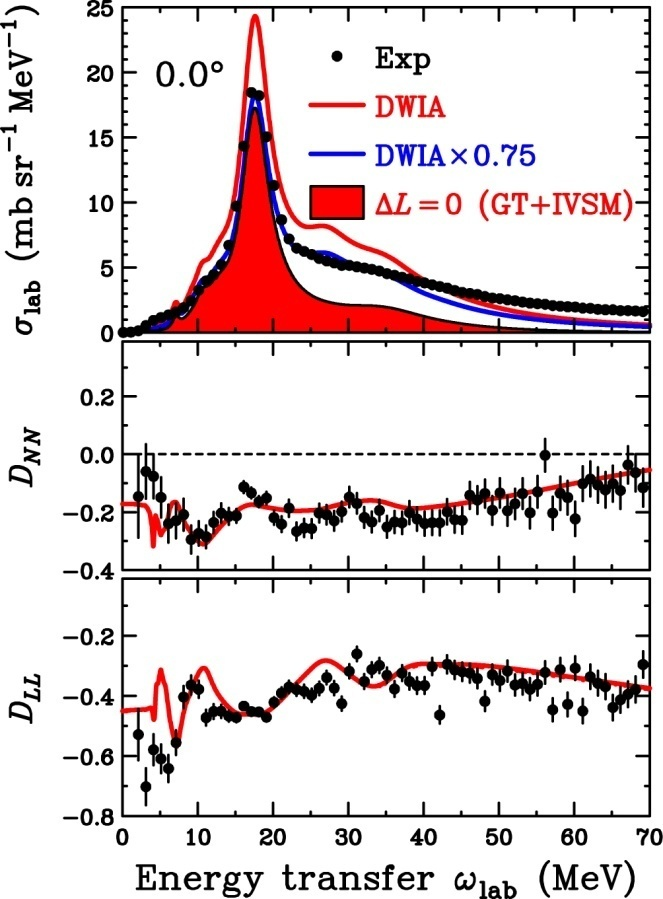 25
20
15
10
5
0
σlab (mb sr⁻¹ MeV⁻¹)
0.0°
Exp
DWIA
DWIA×0.75
ΔL=0 (GT+IVSM)
0.2
0.0
−0.2
−0.4
DNN
−0.2
−0.4
−0.6
−0.8
DLL
0 10 20 30 40 50 60 70
Energy transfer ωlab (MeV)